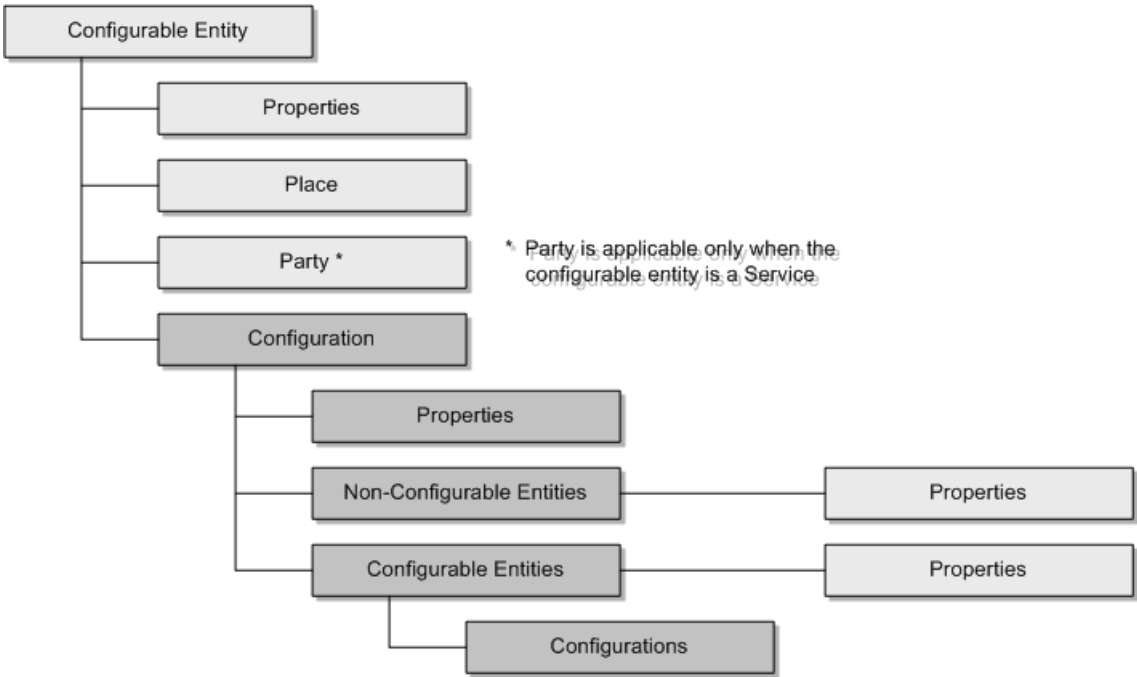 Configurable Entity
Properties
Place
Party *
* Party is applicable only when the
configurable entity is a Service
Configuration
Properties
Non-Configurable Entities
Properties
Configurable Entities
Properties
Configurations